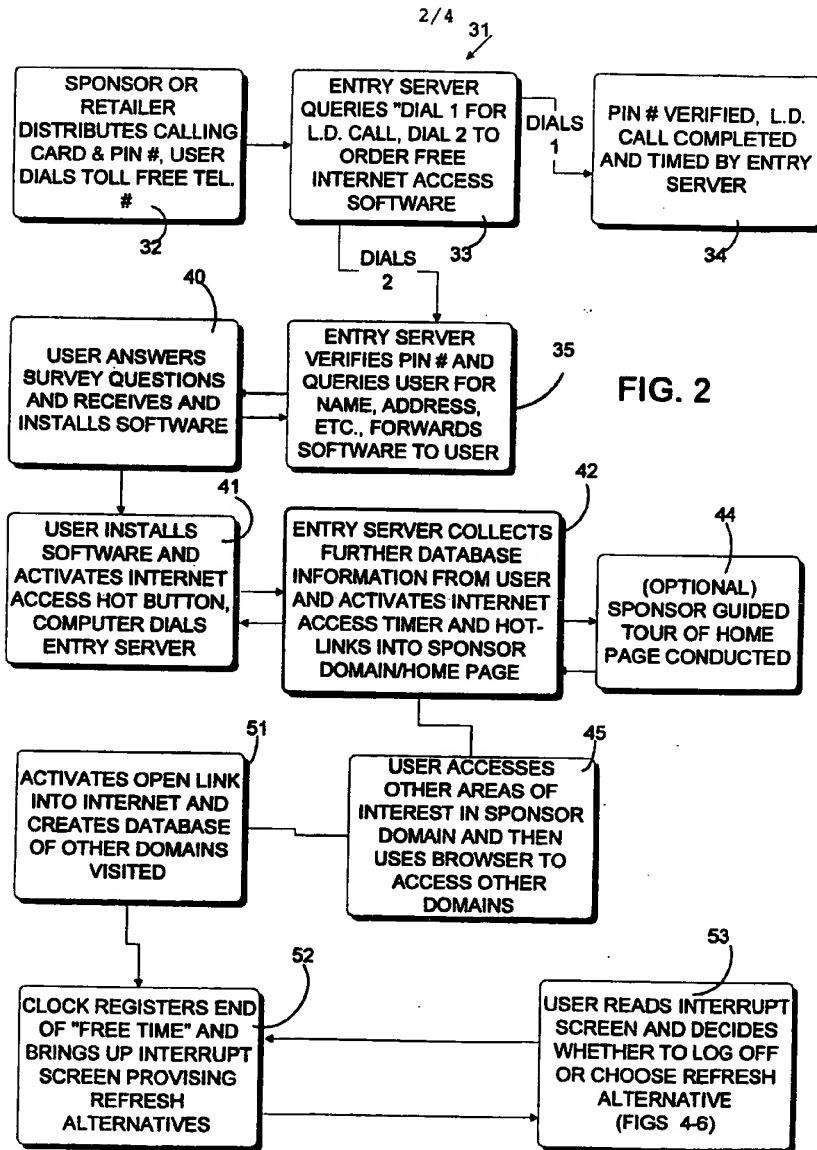 2/4
31
SPONSOR OR
RETAILER
DISTRIBUTES CALLING
CARD & PIN #, USER
DIALS TOLL FREE TEL.
#
32
ENTRY SERVER
QUERIES "DIAL 1 FOR
L.D. CALL, DIAL 2 TO
ORDER FREE
INTERNET ACCESS
SOFTWARE
33
DIALS
1
PIN # VERIFIED, L.D.
CALL COMPLETED
AND TIMED BY ENTRY
SERVER
34
DIALS
2
40
USER ANSWERS
SURVEY QUESTIONS
AND RECEIVES AND
INSTALLS SOFTWARE
ENTRY SERVER
VERIFIES PIN # AND
QUERIES USER FOR
NAME, ADDRESS,
ETC., FORWARDS
SOFTWARE TO USER
35
FIG. 2
41
USER INSTALLS
SOFTWARE AND
ACTIVATES INTERNET
ACCESS HOT BUTTON,
COMPUTER DIALS
ENTRY SERVER
42
ENTRY SERVER COLLECTS
FURTHER DATABASE
INFORMATION FROM USER
AND ACTIVATES INTERNET
ACCESS TIMER AND HOT-
LINKS INTO SPONSOR
DOMAIN/HOME PAGE
44
(OPTIONAL)
SPONSOR GUIDED
TOUR OF HOME
PAGE CONDUCTED
51
ACTIVATES OPEN LINK
INTO INTERNET AND
CREATES DATABASE
OF OTHER DOMAINS
VISITED
45
USER ACCESSES
OTHER AREAS OF
INTEREST IN SPONSOR
DOMAIN AND THEN
USES BROWSER TO
ACCESS OTHER
DOMAINS
52
CLOCK REGISTERS END
OF "FREE TIME" AND
BRINGS UP INTERRUPT
SCREEN PROVISING
REFRESH
ALTERNATIVES
53
USER READS INTERRUPT
SCREEN AND DECIDES
WHETHER TO LOG OFF
OR CHOOSE REFRESH
ALTERNATIVE
(FIGS 4-6)